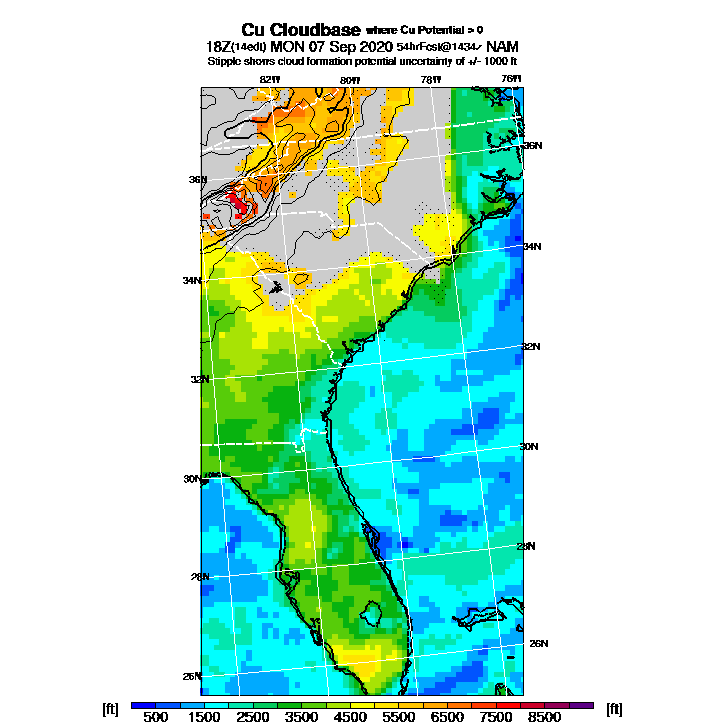 Cu Cloudbase where Cu Potential > 0
18Z(14edt) MON 07 Sep 2020 54hrFcst@1434z NAM
Stipple shows cloud formation potential uncertainty of +/- 1000 ft
82W 80W 78W 76W
36N
36N
34N
34N
32N
32N
30N
30N
28N
28N
26N
26N
[ft] 500 1500 2500 3500 4500 5500 6500 7500 8500 [ft]